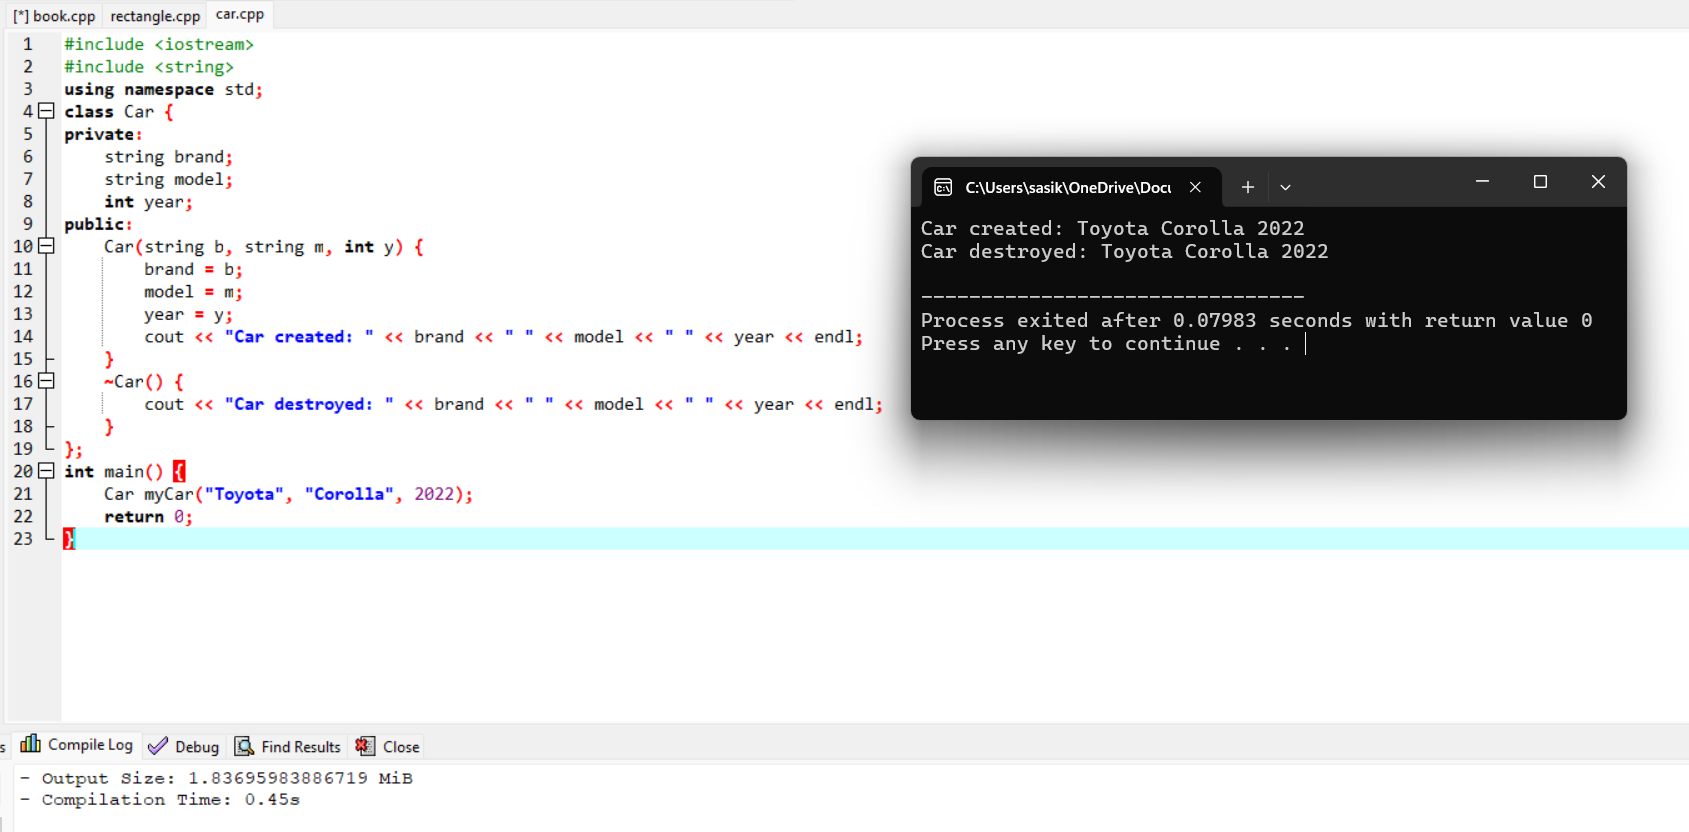 [*] book.cpp rectangle.cpp car.cpp
1 #include <iostream>
2 #include <string>
3 using namespace std;
4 class Car {
5 private:
6     string brand;
7     string model;
8     int year;
9 public:
10     Car(string b, string m, int y) {
11         brand = b;
12         model = m;
13         year = y;
14         cout << "Car created: " << brand << " " << model << " " << year << endl;
15     }
16     ~Car() {
17         cout << "Car destroyed: " << brand << " " << model << " " << year << endl;
18     }
19 };
20 int main() {
21     Car myCar("Toyota", "Corolla", 2022);
22     return 0;
23 }
C:\Users\sasik\OneDrive\Docu
Car created: Toyota Corolla 2022
Car destroyed: Toyota Corolla 2022
--------------------------------
Process exited after 0.07983 seconds with return value 0
Press any key to continue . . .
s Compile Log Debug Find Results Close
- Output Size: 1.83695983886719 MiB
- Compilation Time: 0.45s